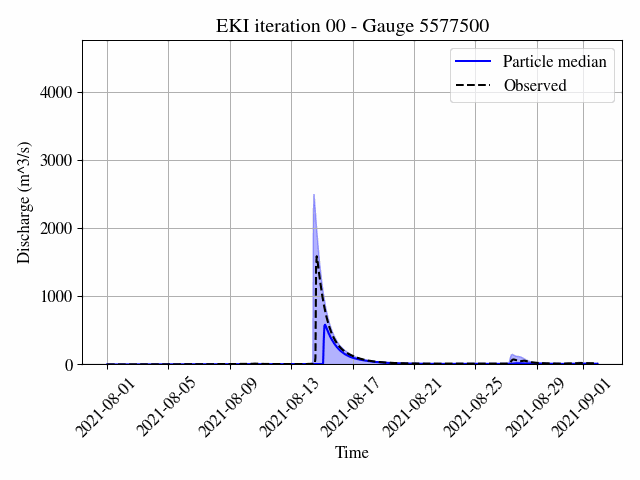 EKI iteration 00 - Gauge 5577500
Particle median
Observed
Discharge (m^3/s)
4000
3000
2000
1000
0
2021-08-01
2021-08-05
2021-08-09
2021-08-13
2021-08-17
2021-08-21
2021-08-25
2021-08-29
2021-09-01
Time